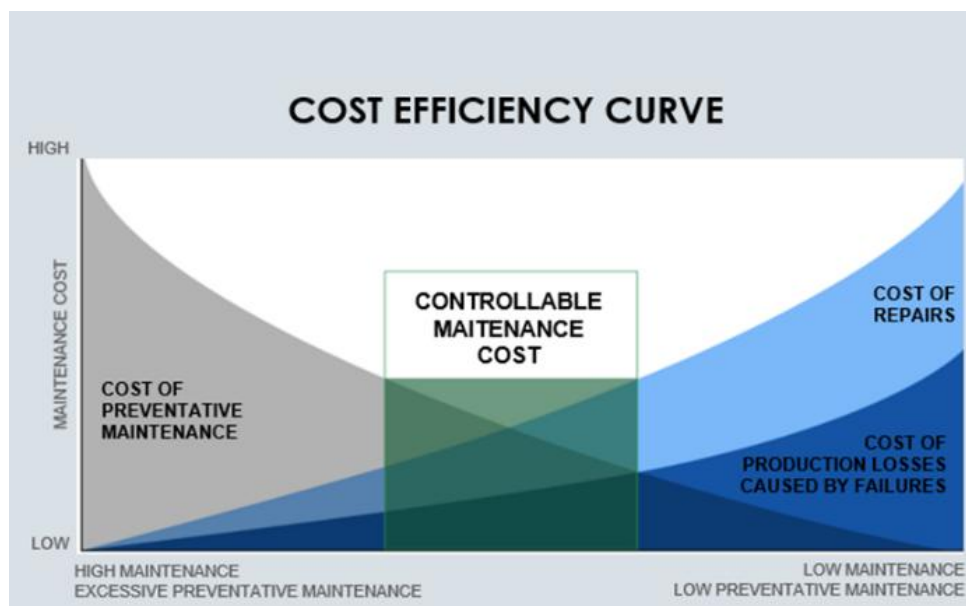 COST EFFICIENCY CURVE
HIGH
MAINTENANCE COST
LOW
CONTROLLABLE
MAITENANCE
COST
COST OF
PREVENTATIVE
MAINTENANCE
COST OF
REPAIRS
COST OF
PRODUCTION LOSSES
CAUSED BY FAILURES
HIGH MAINTENANCE
EXCESSIVE PREVENTATIVE MAINTENANCE
LOW MAINTENANCE
LOW PREVENTATIVE MAINTENANCE